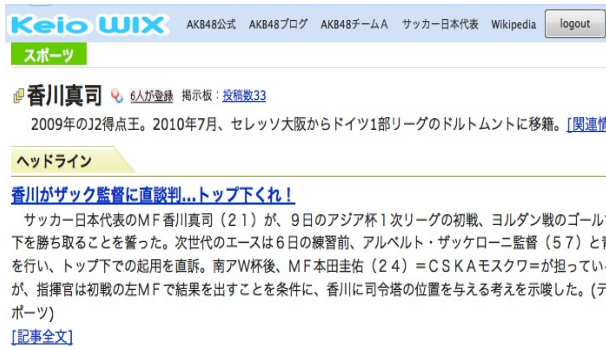 Keio WIX AKB48公式 AKB48ブログ AKB48チームA サッカー日本代表 Wikipedia logout
スポーツ
香川真司 6人が登録 掲示板：投稿数33
2009年のJ2得点王。2010年7月、セレッソ大阪からドイツ1部リーグのドルトムントに移籍。[関連情
ヘッドライン
香川がザック監督に直談判…トップ下くれ！
サッカー日本代表のＭＦ香川真司（２１）が、９日のアジア杯１次リーグの初戦、ヨルダン戦のゴール
下を勝ち取ることを誓った。次世代のエースは６日の練習前、アルベルト・ザッケローニ監督（５７）と
を行い、トップ下での起用を直訴。南アＷ杯後、ＭＦ本田圭佑（２４）＝ＣＳＫＡモスクワ＝が担ってい
が、指揮官は初戦の左ＭＦで結果を出すことを条件に、香川に司令塔の位置を与える考えを示唆した。(デ
ポーツ)
[記事全文]